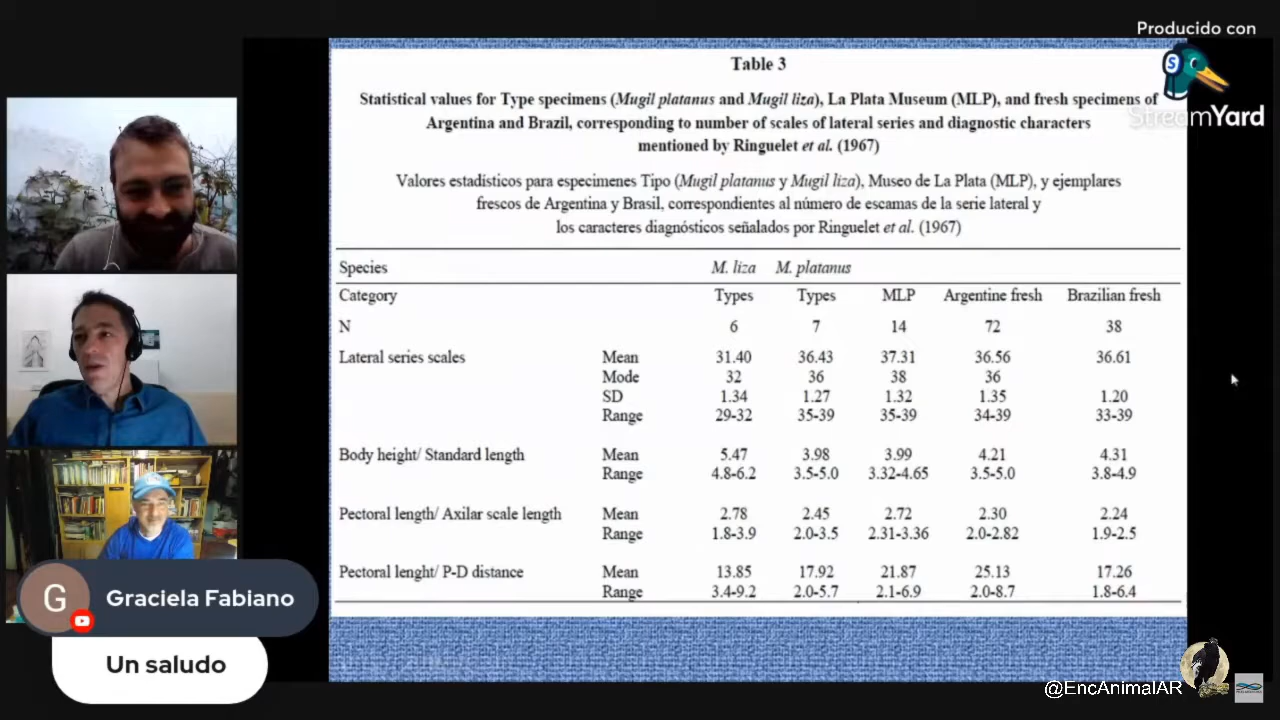 Producido con
StreamYard
Table 3
Statistical values for Type specimens (Mugil platanus and Mugil liza), La Plata Museum (MLP), and fresh specimens of
Argentina and Brazil, corresponding to number of scales of lateral series and diagnostic characters
mentioned by Ringuelet et al. (1967)
Valores estadísticos para especimenes Tipo (Mugil platanus y Mugil liza), Museo de La Plata (MLP), y ejemplares
frescos de Argentina y Brasil, correspondientes al número de escamas de la serie lateral y
los caracteres diagnósticos señalados por Ringuelet et al. (1967)
Species M. liza M. platanus
Category Types Types MLP Argentine fresh Brazilian fresh
N 6 7 14 72 38
Lateral series scales Mean 31.40 36.43 37.31 36.56 36.61
Mode 32 36 38 36
SD 1.34 1.27 1.32 1.35 1.20
Range 29-32 35-39 35-39 34-39 33-39
Body height/ Standard length Mean 5.47 3.98 3.99 4.21 4.31
Range 4.8-6.2 3.5-5.0 3.32-4.65 3.5-5.0 3.8-4.9
Pectoral length/ Axilar scale length Mean 2.78 2.45 2.72 2.30 2.24
Range 1.8-3.9 2.0-3.5 2.31-3.36 2.0-2.82 1.9-2.5
Pectoral lenght/ P-D distance Mean 13.85 17.92 21.87 25.13 17.26
Range 3.4-9.2 2.0-5.7 2.1-6.9 2.0-8.7 1.8-6.4
G
Graciela Fabiano
Un saludo
@EncAnimalAR